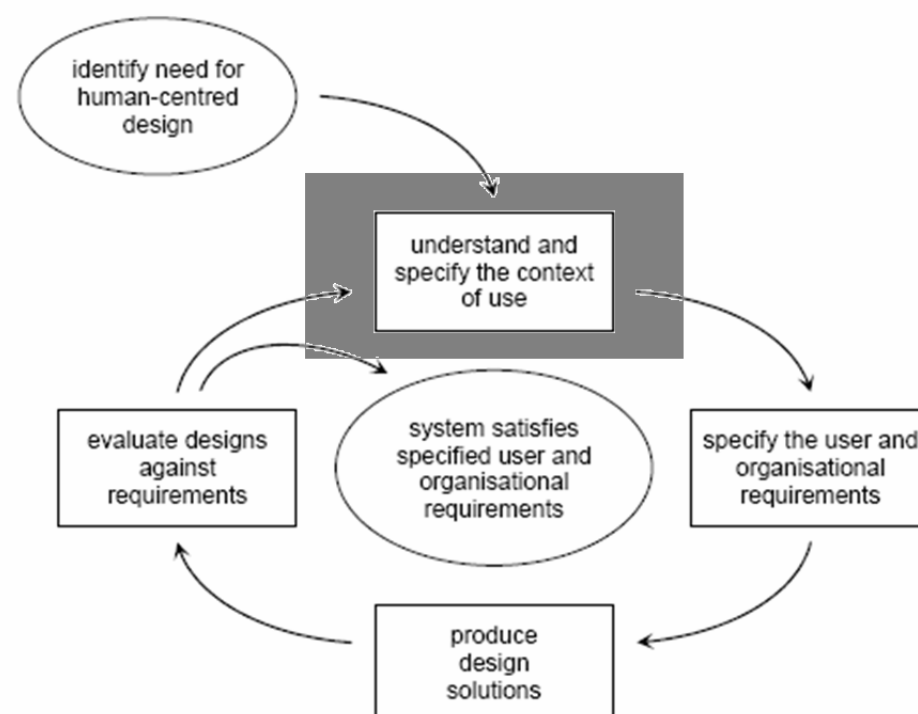 identify need for
human-centred
design
understand and
specify the context
of use
evaluate designs
against
requirements
system satisfies
specified user and
organisational
requirements
specify the user and
organisational
requirements
produce
design
solutions